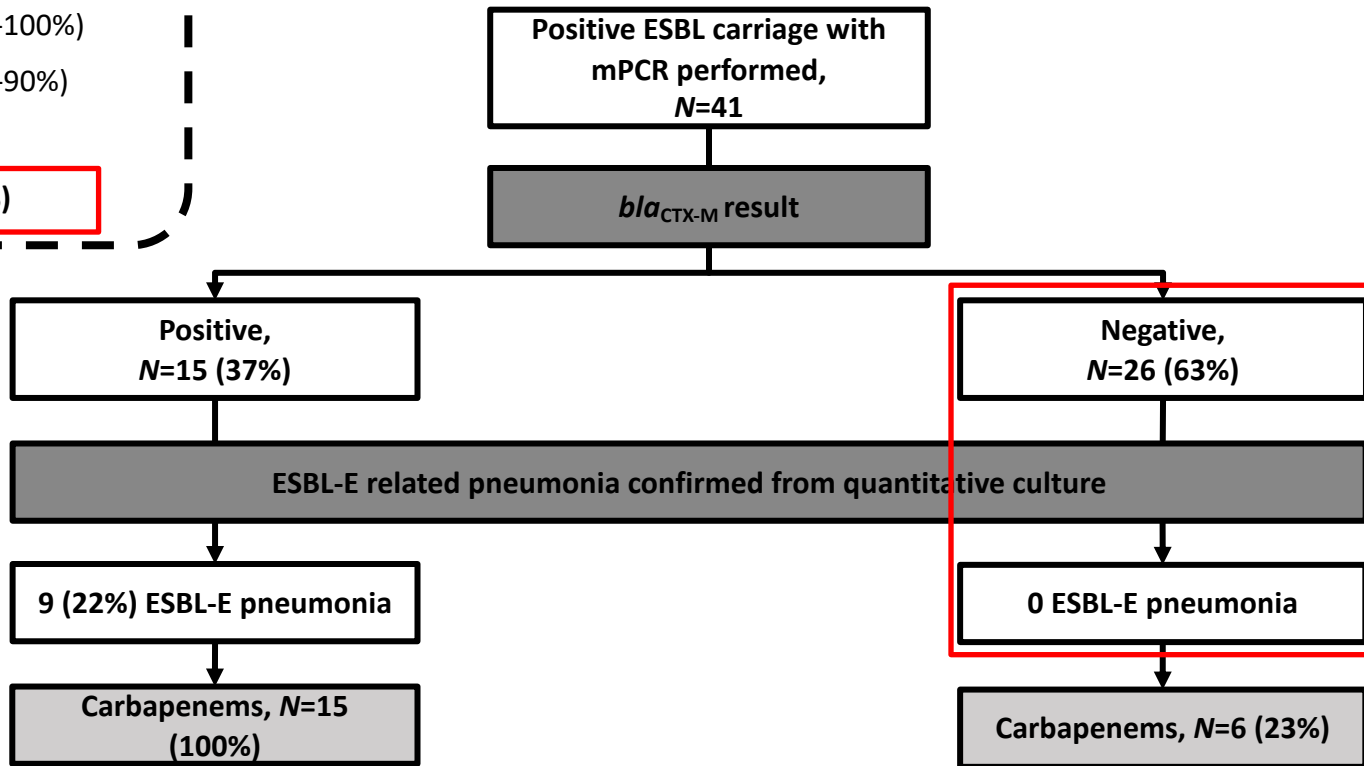 -100%)
-90%)
)
Positive ESBL carriage with
mPCR performed,
N=41
blaCTX-M result
Positive,
N=15 (37%)
Negative,
N=26 (63%)
ESBL-E related pneumonia confirmed from quantitative culture
9 (22%) ESBL-E pneumonia
0 ESBL-E pneumonia
Carbapenems, N=15
(100%)
Carbapenems, N=6 (23%)